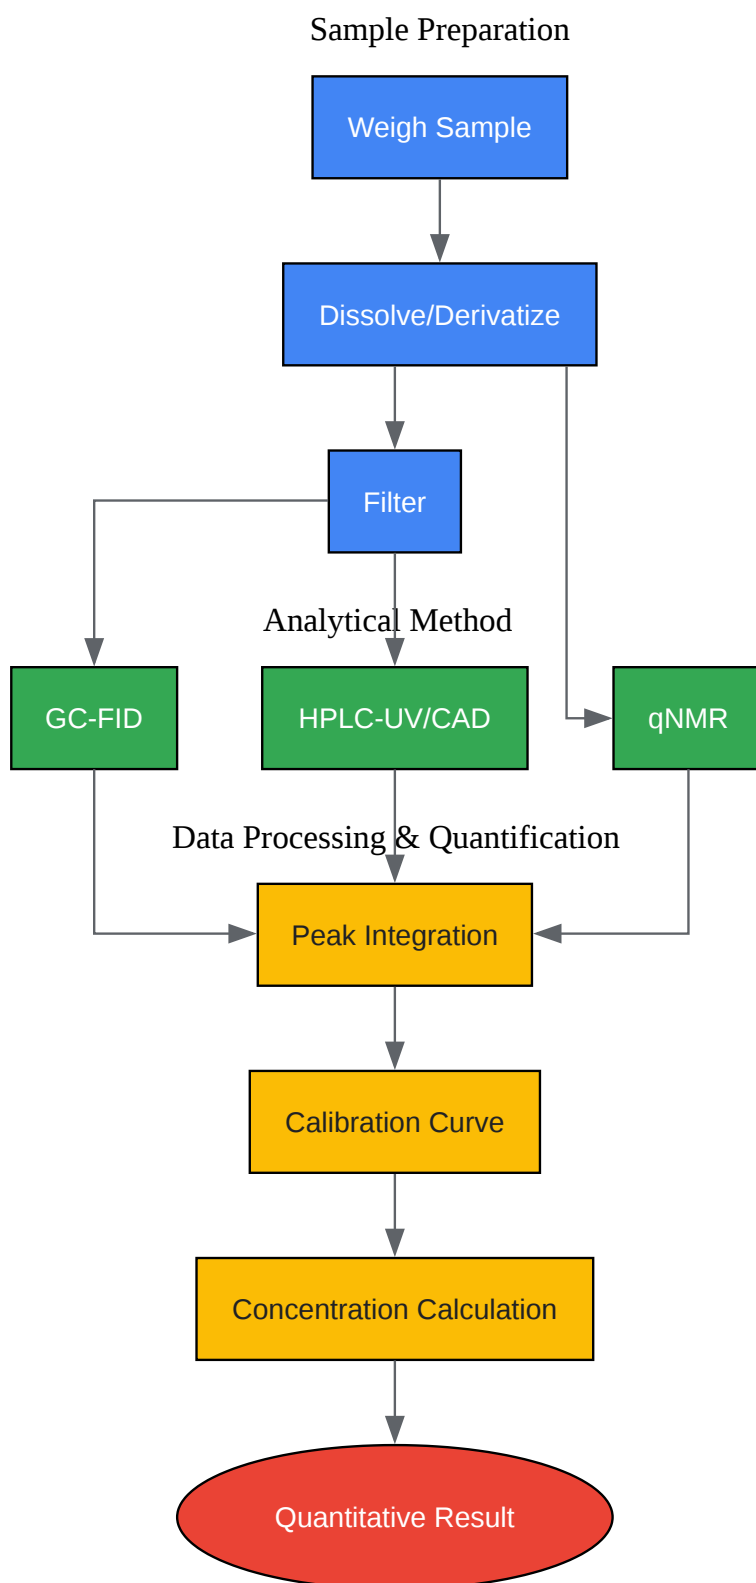 Sample Preparation
Weigh Sample
Dissolve/Derivatize
Filter
Analytical Method
GC-FID
HPLC-UV/CAD
qNMR
Data Processing & Quantification
Peak Integration
Calibration Curve
Concentration Calculation
Quantitative Result